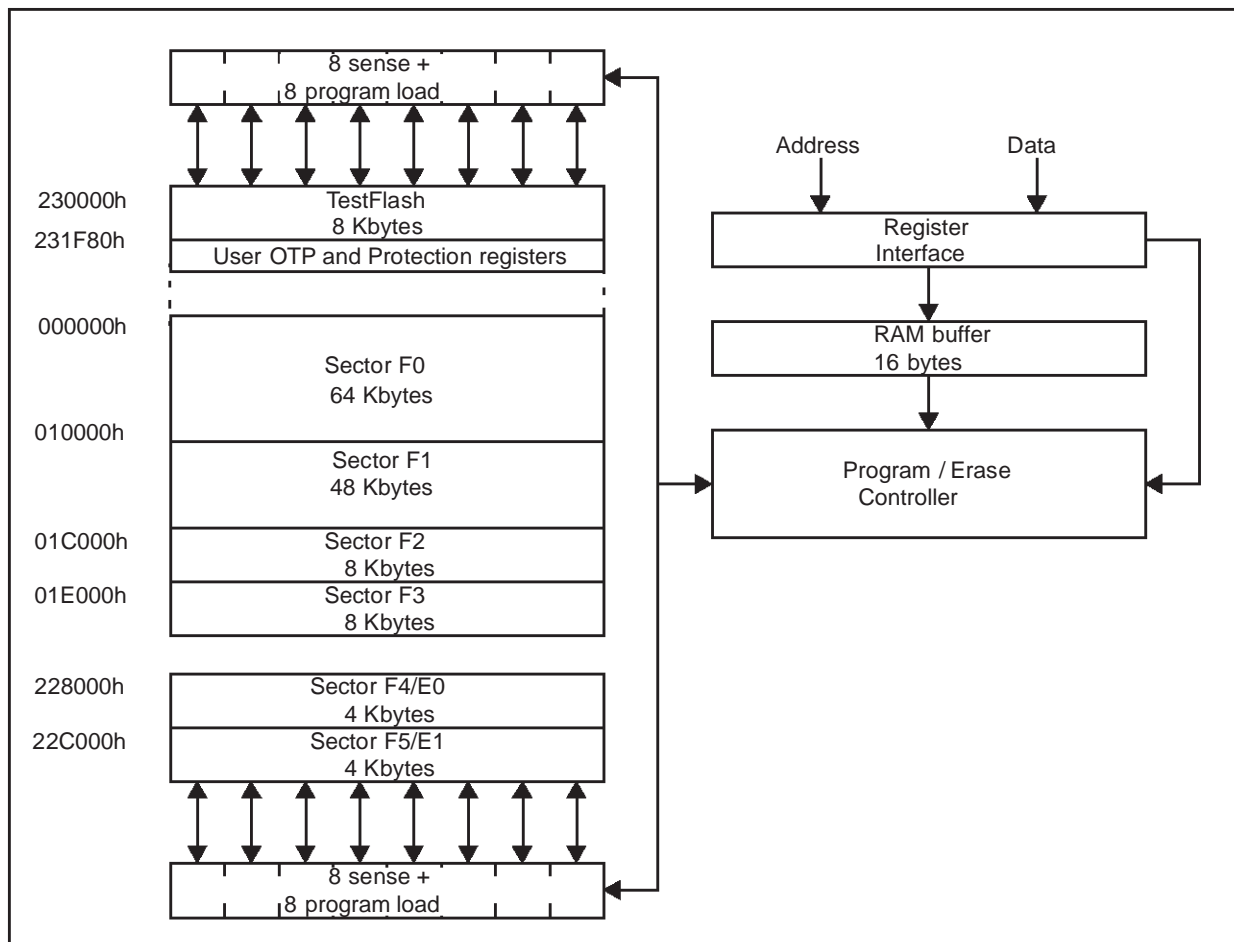 8 sense +
8 program load
230000h
TestFlash
8 Kbytes
231F80h
User OTP and Protection registers
000000h
Sector F0
64 Kbytes
010000h
Sector F1
48 Kbytes
01C000h
Sector F2
8 Kbytes
01E000h
Sector F3
8 Kbytes
228000h
Sector F4/E0
4 Kbytes
22C000h
Sector F5/E1
4 Kbytes
8 sense +
8 program load
Address
Data
Register
Interface
RAM buffer
16 bytes
Program / Erase
Controller